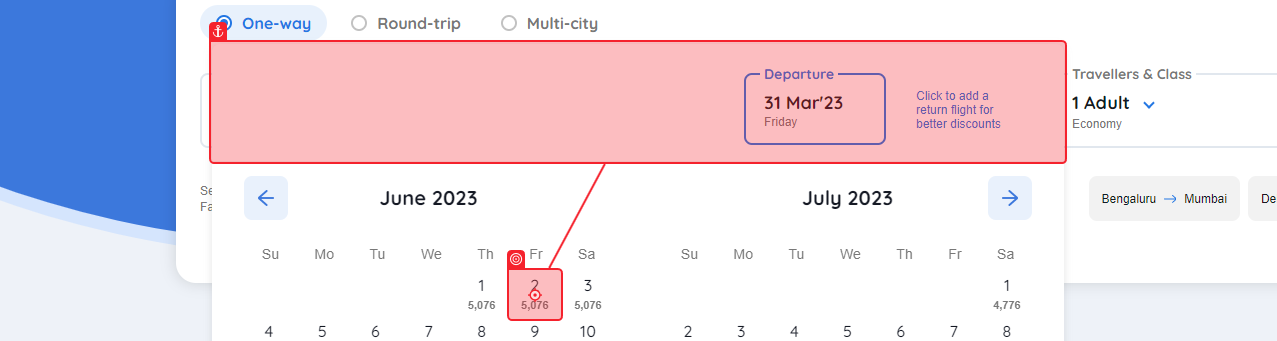 One-way Round-trip Multi-city
Departure
Travellers & Class
31 Mar'23
Friday
Click to add a
return flight for
better discounts
1 Adult
Economy
Se
Fa
June 2023
July 2023
Bengaluru → Mumbai
De
Su Mo Tu We Th Fr Sa
Su Mo Tu We Th Fr Sa
1 2 3
5,076 5,076 5,076
1
4,776
4 5 6 7 8 9 10
2 3 4 5 6 7 8